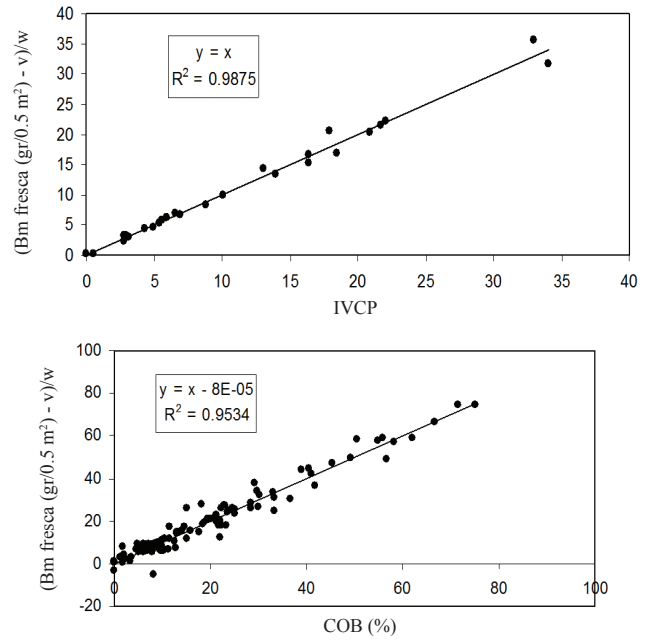 40
35
30
25
20
15
10
5
0
(Bm fresca (gr/0.5 m²) - v)/w
y = x
R² = 0.9875
0 5 10 15 20 25 30 35 40
IVCP
100
80
60
40
20
0
-20
(Bm fresca (gr/0.5 m²) - v)/w
y = x - 8E-05
R² = 0.9534
0 20 40 60 80 100
COB (%)